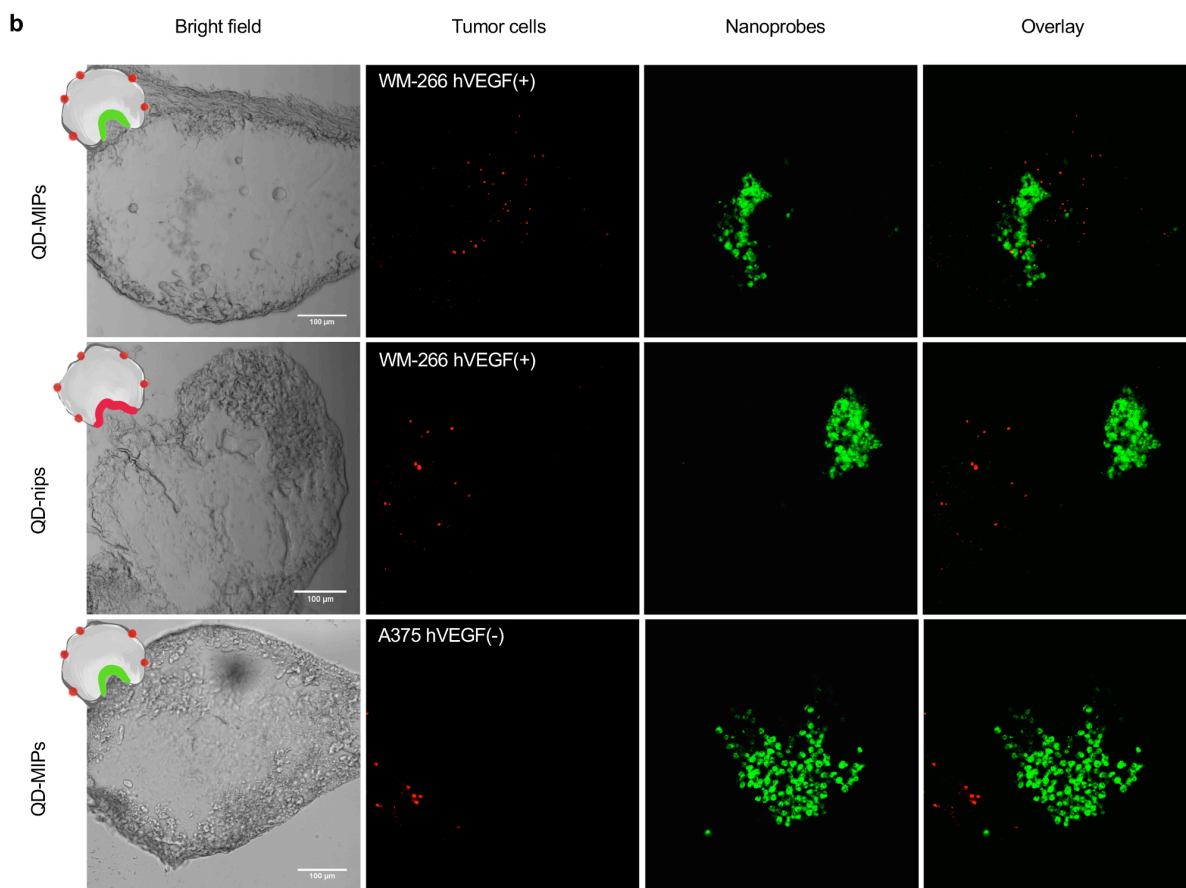 b
Bright field
Tumor cells
Nanoprobes
Overlay
QD-MIPs
WM-266 hVEGF(+)
100 µm
QD-nips
WM-266 hVEGF(+)
100 µm
QD-MIPs
A375 hVEGF(-)
100 µm